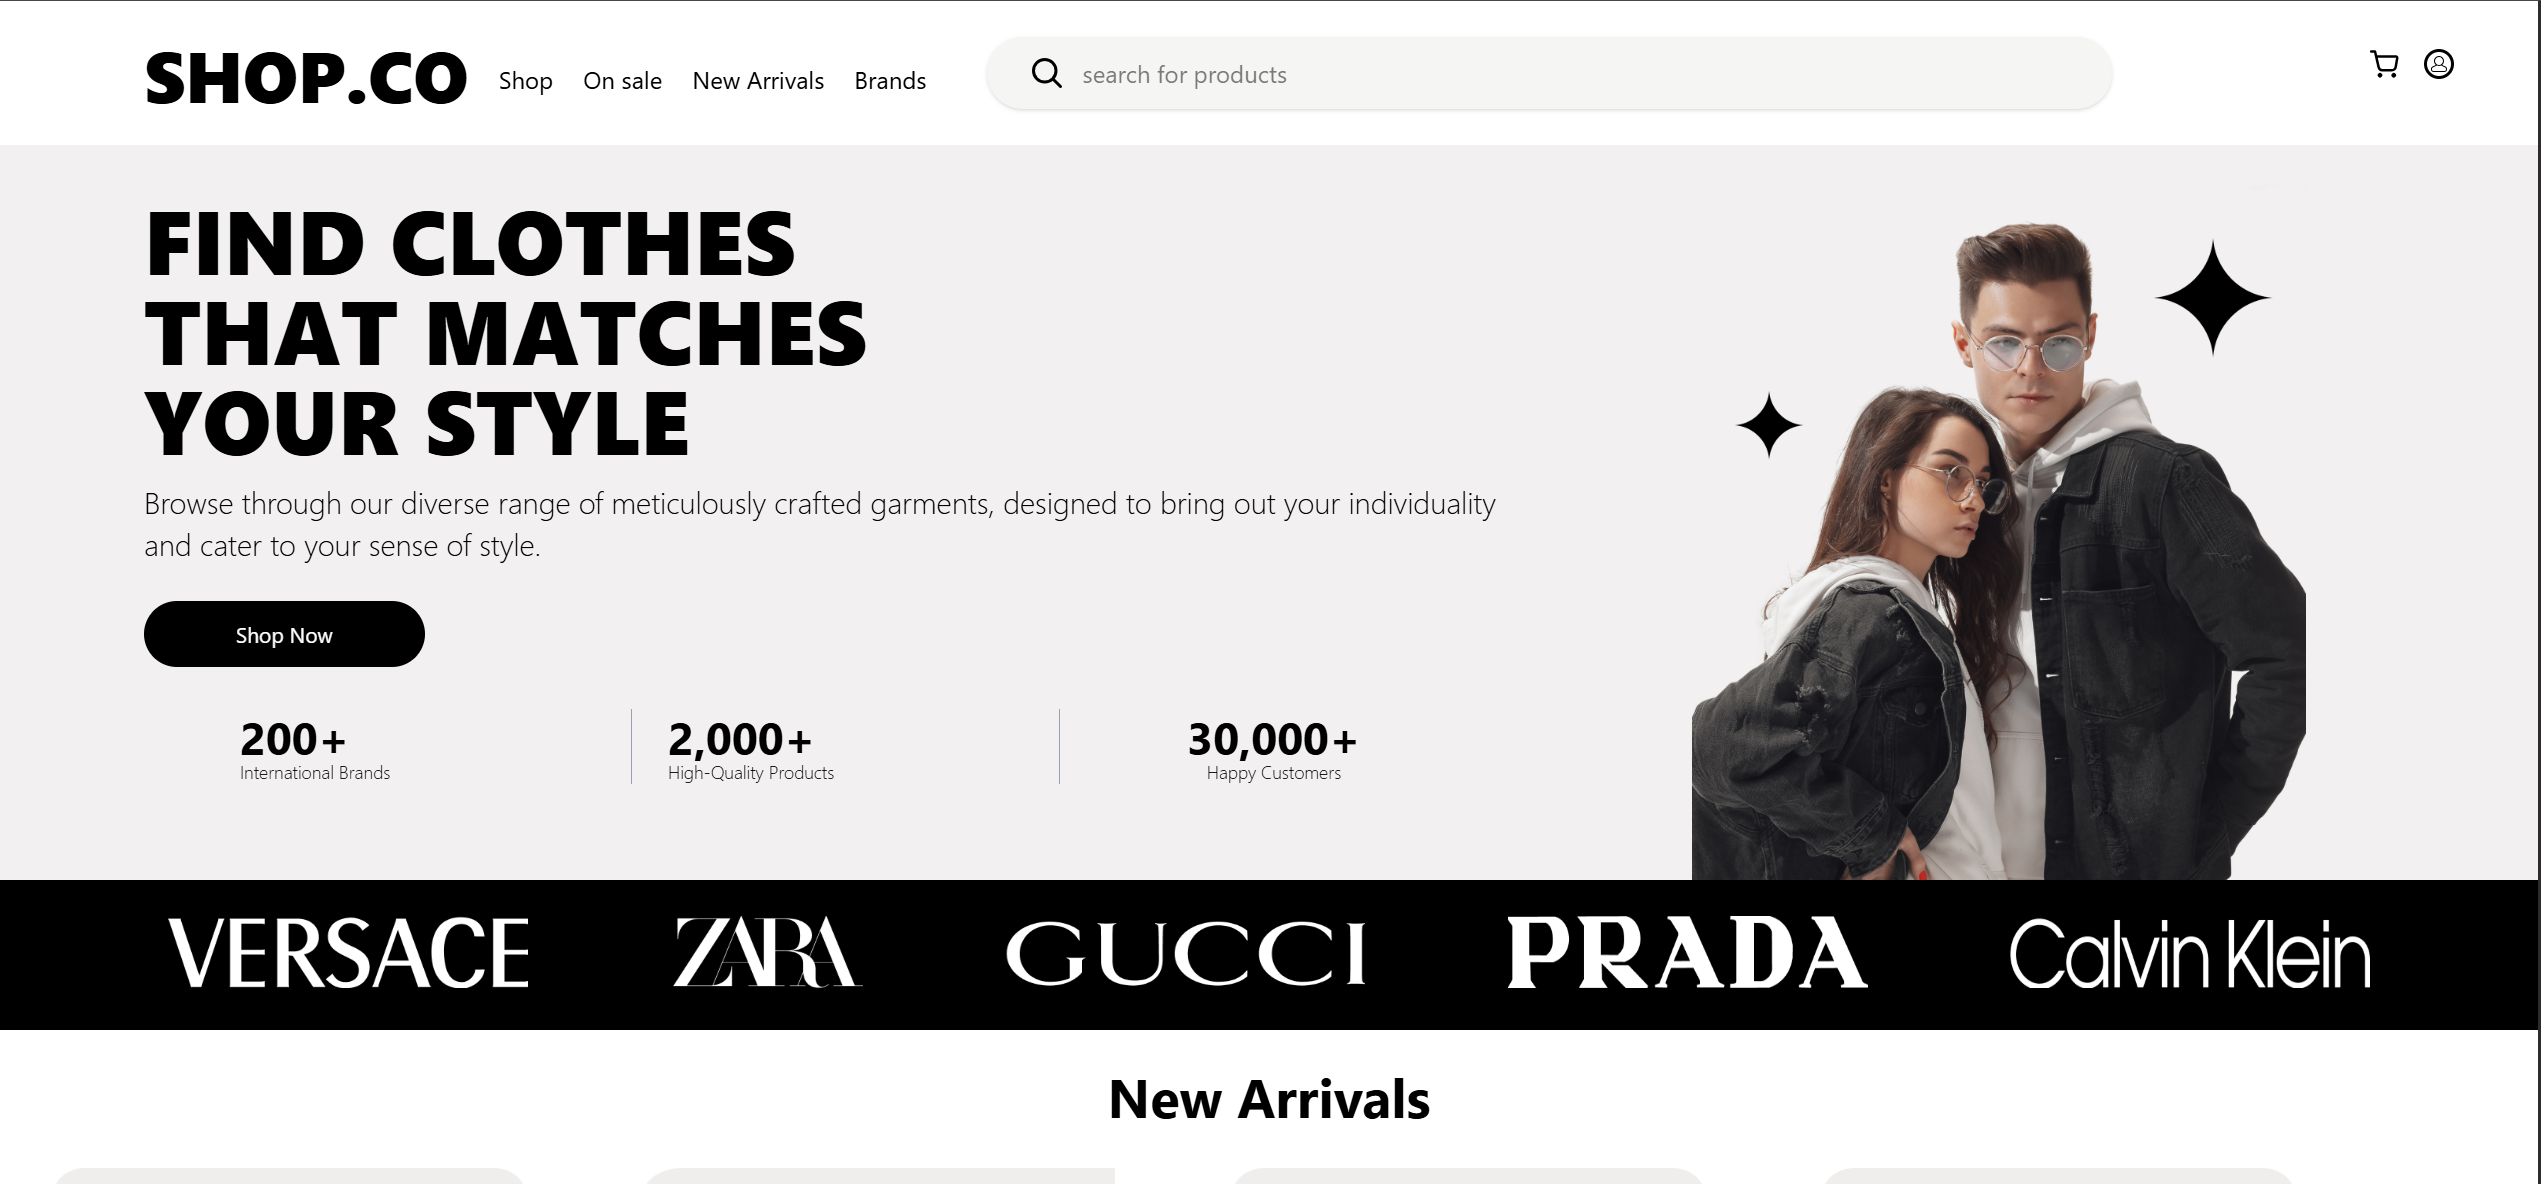 SHOP.CO
Shop
On sale
New Arrivals
Brands
search for products
FIND CLOTHES
THAT MATCHES
YOUR STYLE
Browse through our diverse range of meticulously crafted garments, designed to bring out your individuality
and cater to your sense of style.
Shop Now
200+
International Brands
2,000+
High-Quality Products
30,000+
Happy Customers
VERSACE
ZARA
GUCCI
PRADA
Calvin Klein
New Arrivals